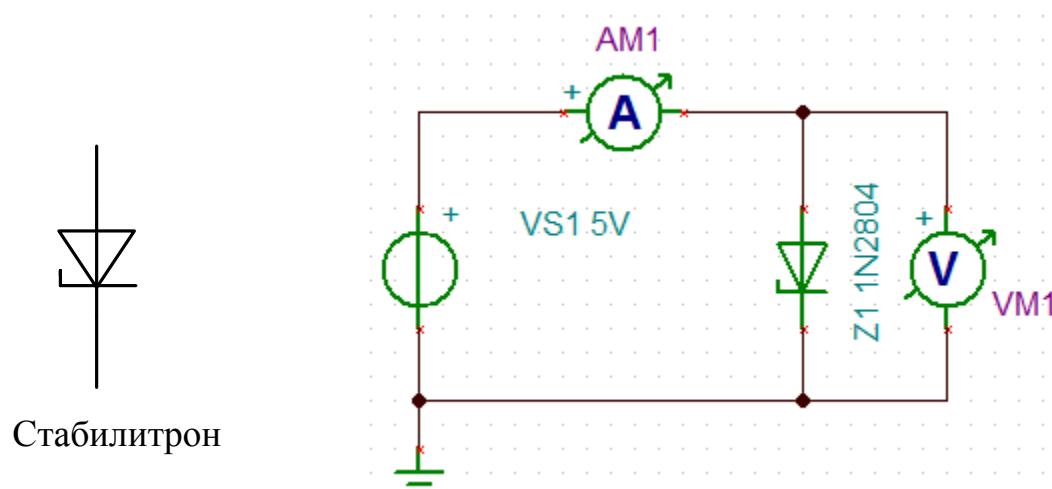 AM1
+
A
+
VS1 5V
Z1 1N2804
+
V
VM1
Стабилитрон